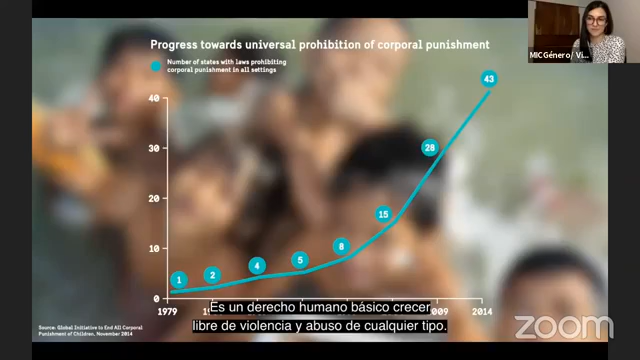 Progress towards universal prohibition of corporal punishment
Number of states with laws prohibiting
corporal punishment in all settings
MICGénero/ Vi...
43
40
30
28
20
15
10
8
5
4
2
1
0
1979
009
2014
Es un derecho humano básico crecer
libre de violencia y abuso de cualquier tipo.
Source: Global Initiative to End All Corporal
Punishment of Children, November 2014
zoom